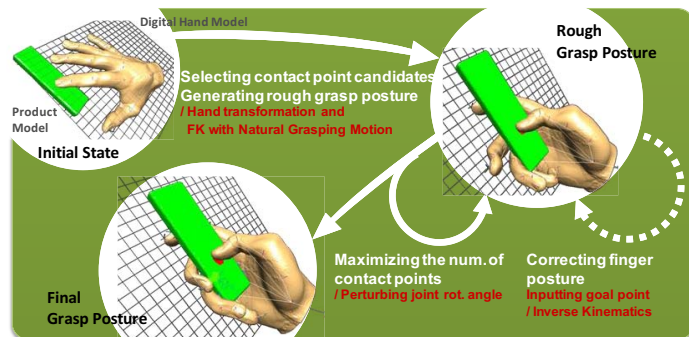 Digital Hand Model
Product
Model
Initial State
Selecting contact point candidates
Generating rough grasp posture
/ Hand transformation and
FK with Natural Grasping Motion
Rough
Grasp Posture
Maximizing the num. of
contact points
/ Perturbing joint rot. angle
Correcting finger
posture
Inputting goal point
/ Inverse Kinematics
Final
Grasp Posture